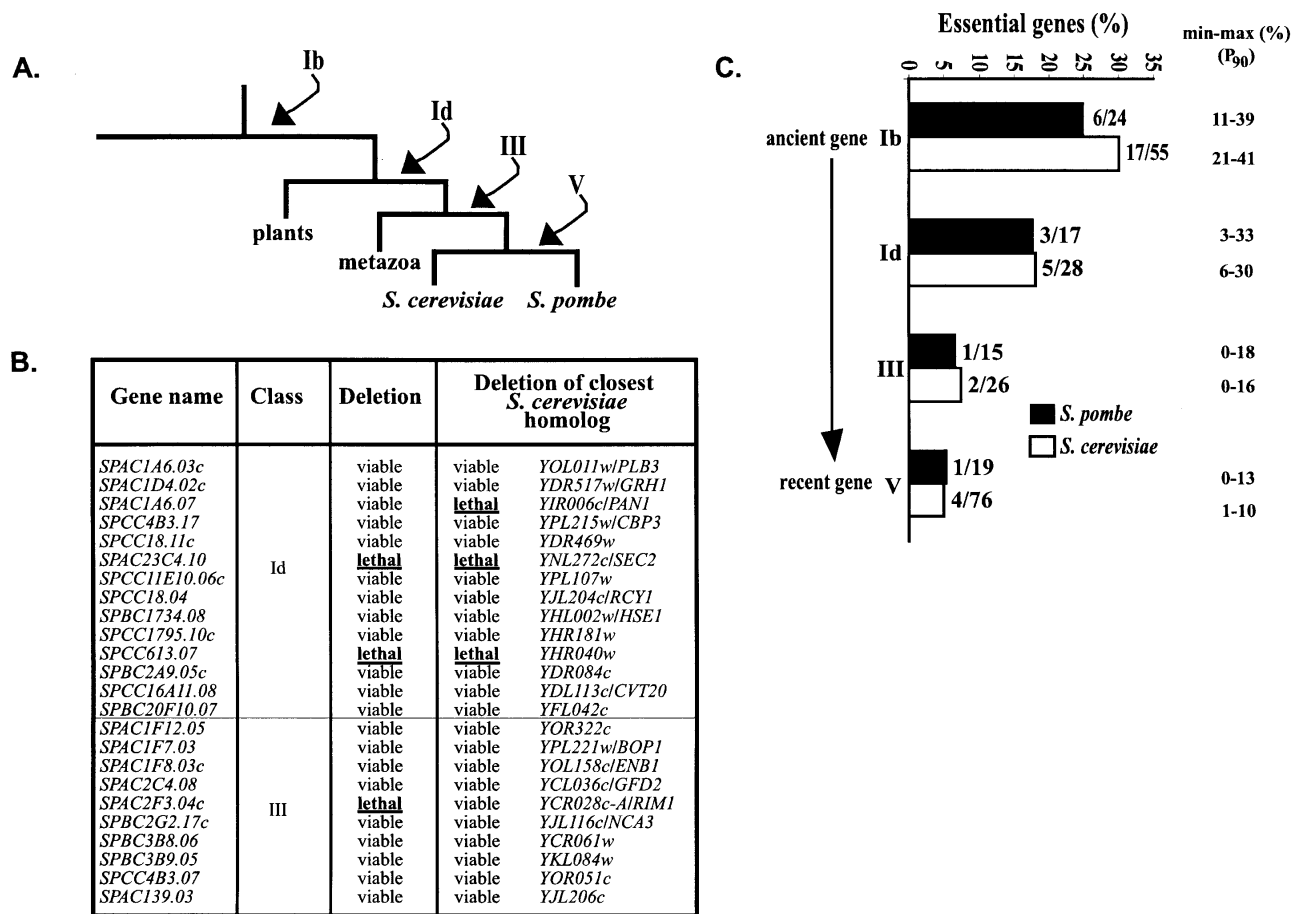 A.
Ib
Id
III
V
plants
metazoa
S. cerevisiae
S. pombe
B.
Gene name Class Deletion Deletion of closest
S. cerevisiae
homolog
SPAC1A6.03c viable viable YOL011w/PLB3
SPAC1D4.02c viable viable YDR517w/GRH1
SPAC1A6.07 viable lethal YIR006c/PAN1
SPCC4B3.17 viable viable YPL215w/CBP3
SPCC18.11c viable viable YDR469w
SPAC23C4.10 lethal lethal YNL272c/SEC2
Id
SPCC11E10.06c viable viable YPL107w
SPCC18.04 viable viable YJL204c/RCY1
SPBC1734.08 viable viable YHL002w/HSE1
SPCC1795.10c viable viable YHR181w
SPCC613.07 lethal lethal YHR040w
SPBC2A9.05c viable viable YDR084c
SPCC16A11.08 viable viable YDL113c/CVT20
SPBC20F10.07 viable viable YFL042c
SPAC1F12.05 viable viable YOR322c
SPAC1F7.03 viable viable YPL221w/BOP1
SPAC1F8.03c viable viable YOL158c/ENB1
SPAC2C4.08 viable viable YCL036c/GFD2
SPAC2F3.04c lethal viable YCR028c-A/RIM1
III
SPBC2G2.17c viable viable YJL116c/NCA3
SPBC3B8.06 viable viable YCR061w
SPBC3B9.05 viable viable YKL084w
SPCC4B3.07 viable viable YOR051c
SPAC139.03 viable viable YJL206c
C.
Essential genes (%)
min-max (%)
(P90)
0 5 10 15 20 25 30 35
ancient gene Ib
6/24 11-39
17/55 21-41
Id
3/17 3-33
5/28 6-30
III
1/15 0-18
2/26 0-16
S. pombe
S. cerevisiae
recent gene V
1/19 0-13
4/76 1-10